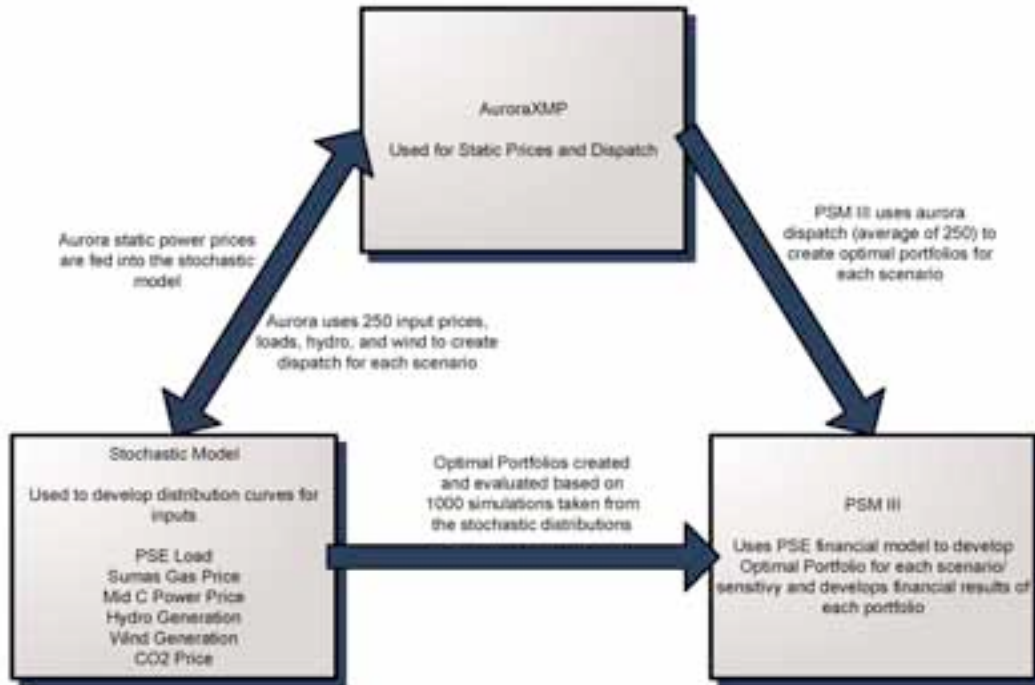 AuroraXMP
Used for Static Prices and Dispatch
Aurora static power prices
are fed into the stochastic
model
PSM III uses aurora
dispatch (average of 250) to
create optimal portfolios for
each scenario
Aurora uses 250 input prices,
loads, hydro, and wind to create
dispatch for each scenario
Stochastic Model
Used to develop distribution curves for
inputs
PSE Load
Sumas Gas Price
Mid C Power Price
Hydro Generation
Wind Generation
CO2 Price
Optimal Portfolios created
and evaluated based on
1000 simulations taken from
the stochastic distributions
PSM III
Uses PSE financial model to develop
Optimal Portfolio for each scenario/
sensitivy and develops financial results of
each portfolio